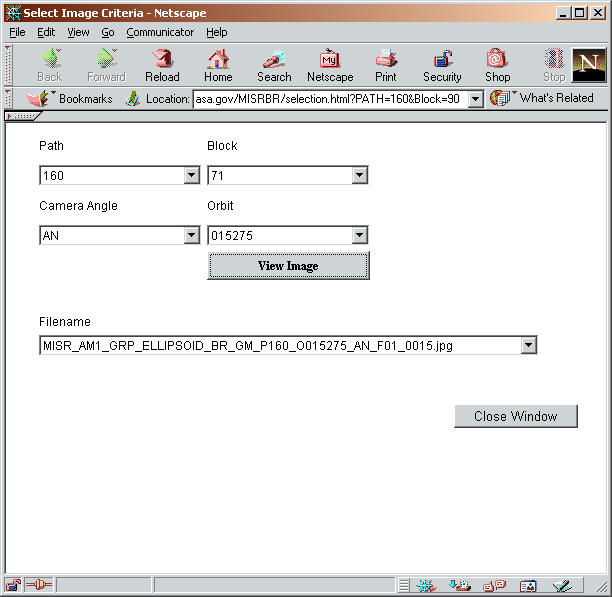 Select Image Criteria - Netscape
File Edit View Go Communicator Help
Back Forward Reload Home Search Netscape Print Security Shop Stop
My
N
Bookmarks Location: asa.gov/MISRBR/selection.html?PATH=160&Block=90 What's Related
Path Block
160 71
Camera Angle Orbit
AN 015275
View Image
Filename
MISR_AM1_GRP_ELLIPSOID_BR_GM_P160_O015275_AN_F01_0015.jpg
Close Window